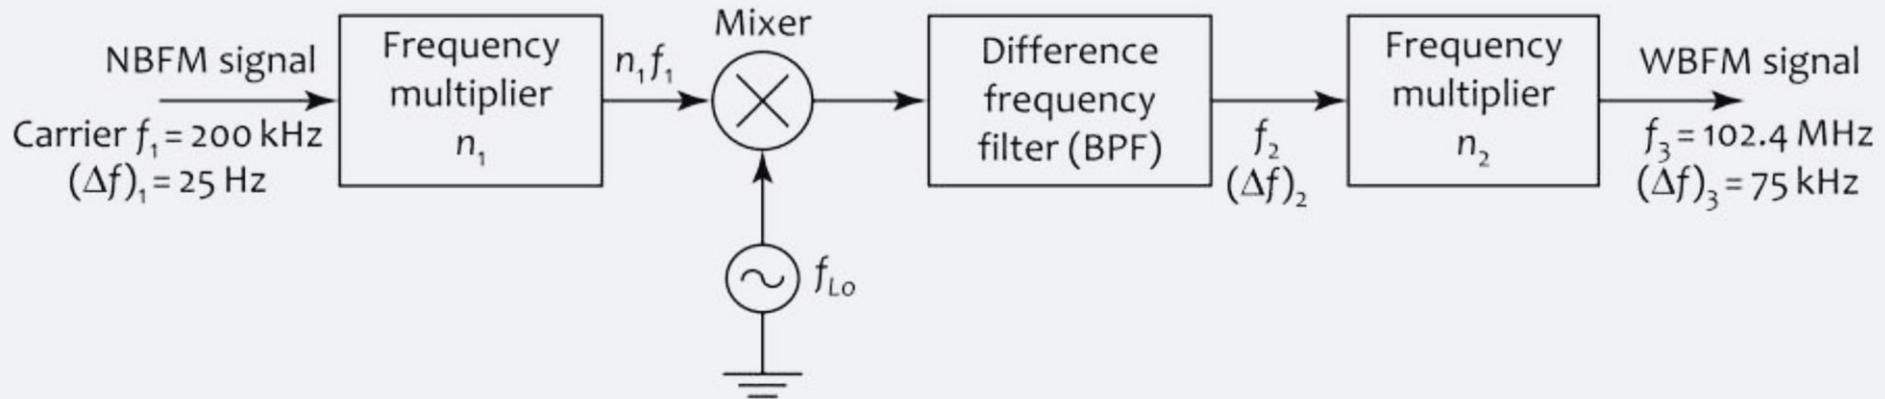 NBFM signal
Carrier f₁ = 200 kHz
(Δf)₁ = 25 Hz
Frequency
multiplier
n₁
n₁f₁
Mixer
f_Lo
Difference
frequency
filter (BPF)
f₂
(Δf)₂
Frequency
multiplier
n₂
WBFM signal
f₃ = 102.4 MHz
(Δf)₃ = 75 kHz